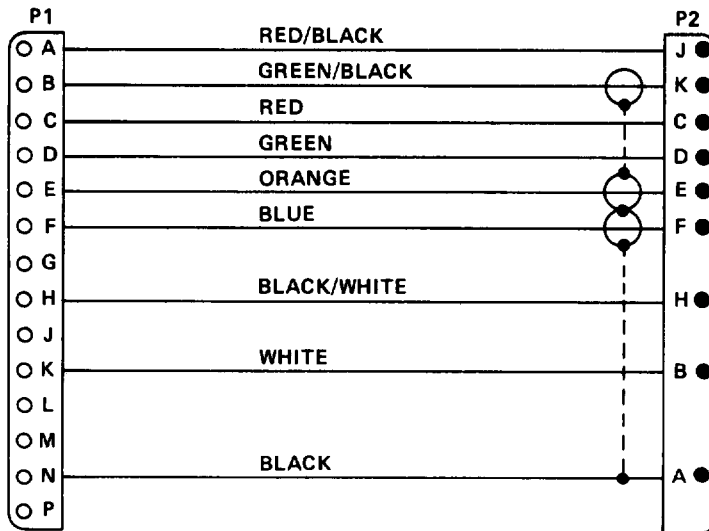 P1 P2
A RED/BLACK J
B GREEN/BLACK K
C RED C
D GREEN D
E ORANGE E
F BLUE F
G
H BLACK/WHITE H
J
K WHITE B
L
M
N BLACK A
P